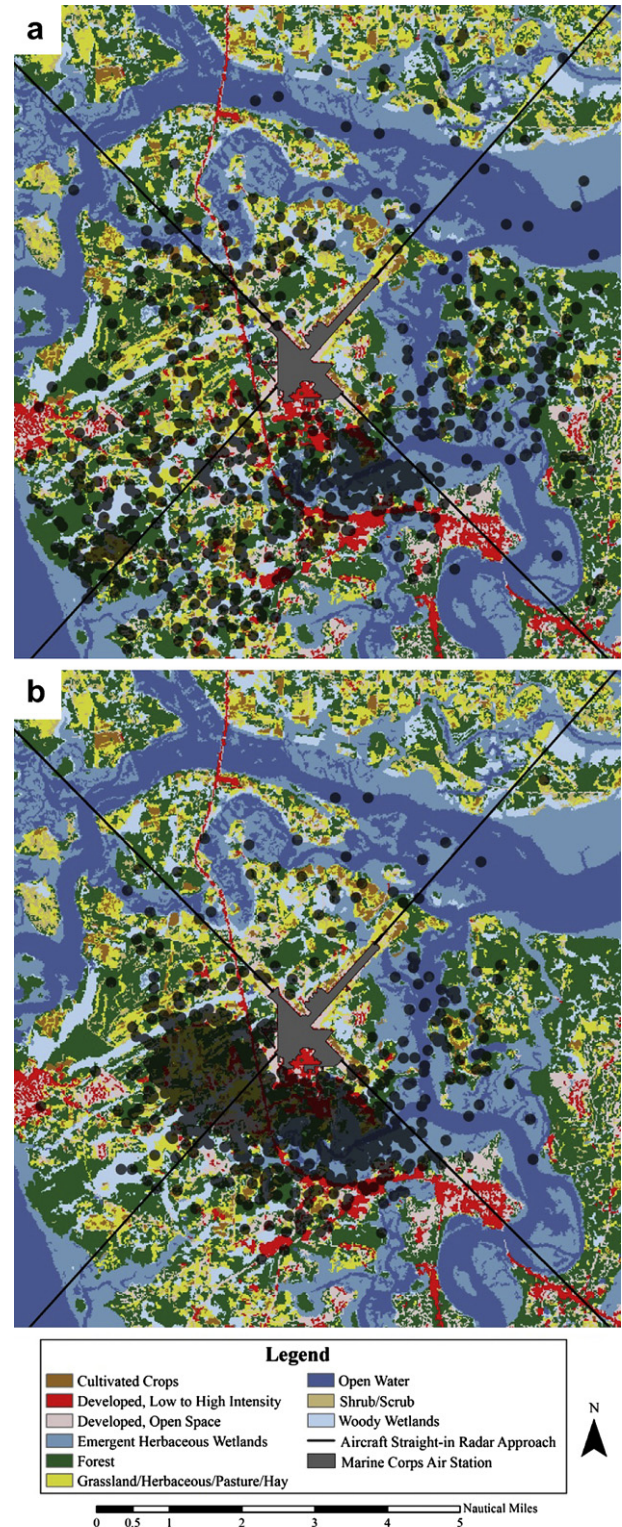 a
b
Legend
Cultivated Crops
Developed, Low to High Intensity
Developed, Open Space
Emergent Herbaceous Wetlands
Forest
Grassland/Herbaceous/Pasture/Hay
Open Water
Shrub/Scrub
Woody Wetlands
Aircraft Straight-in Radar Approach
Marine Corps Air Station
N
Nautical Miles
0 0.5 1 2 3 4 5